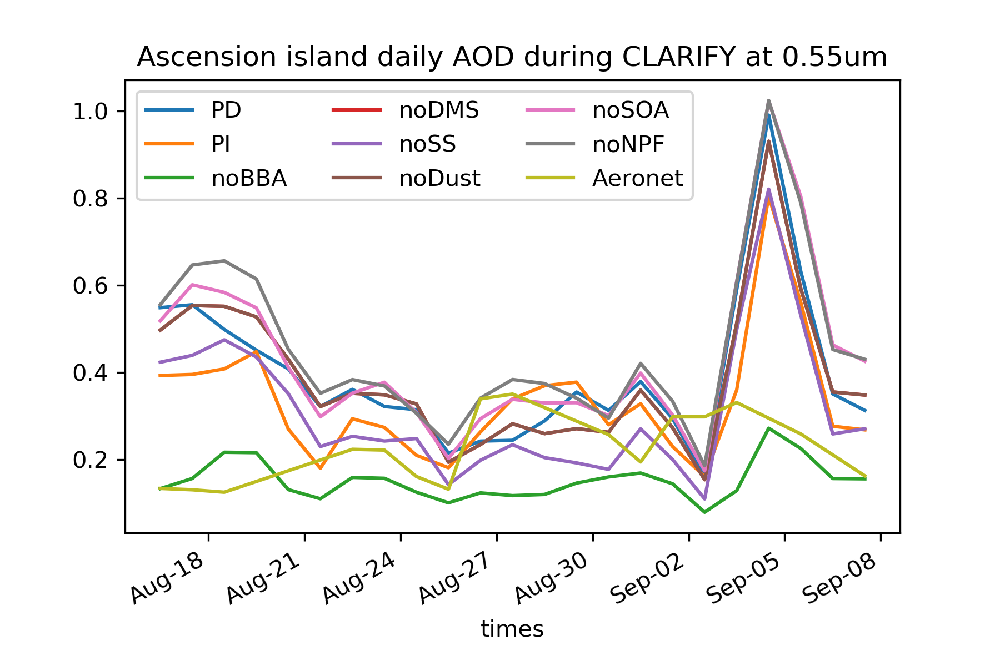 Ascension island daily AOD during CLARIFY at 0.55um
PD
noDMS
noSOA
PI
noSS
noNPF
noBBA
noDust
Aeronet
1.0
0.8
0.6
0.4
0.2
Aug-18
Aug-21
Aug-24
Aug-27
Aug-30
Sep-02
Sep-05
Sep-08
times